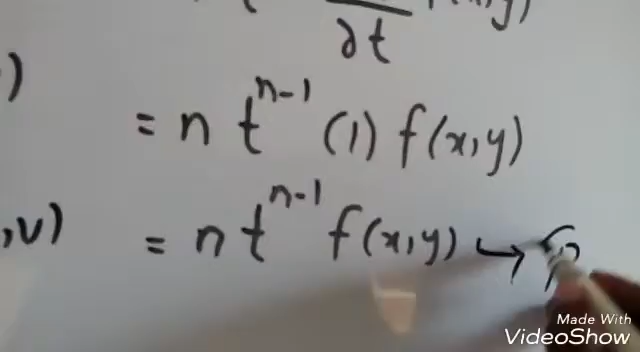 ∂t
)
= n t^(n-1) (1) f(x,y)
,v) = n t^(n-1) f(x,y) →
Made With
VideoShow